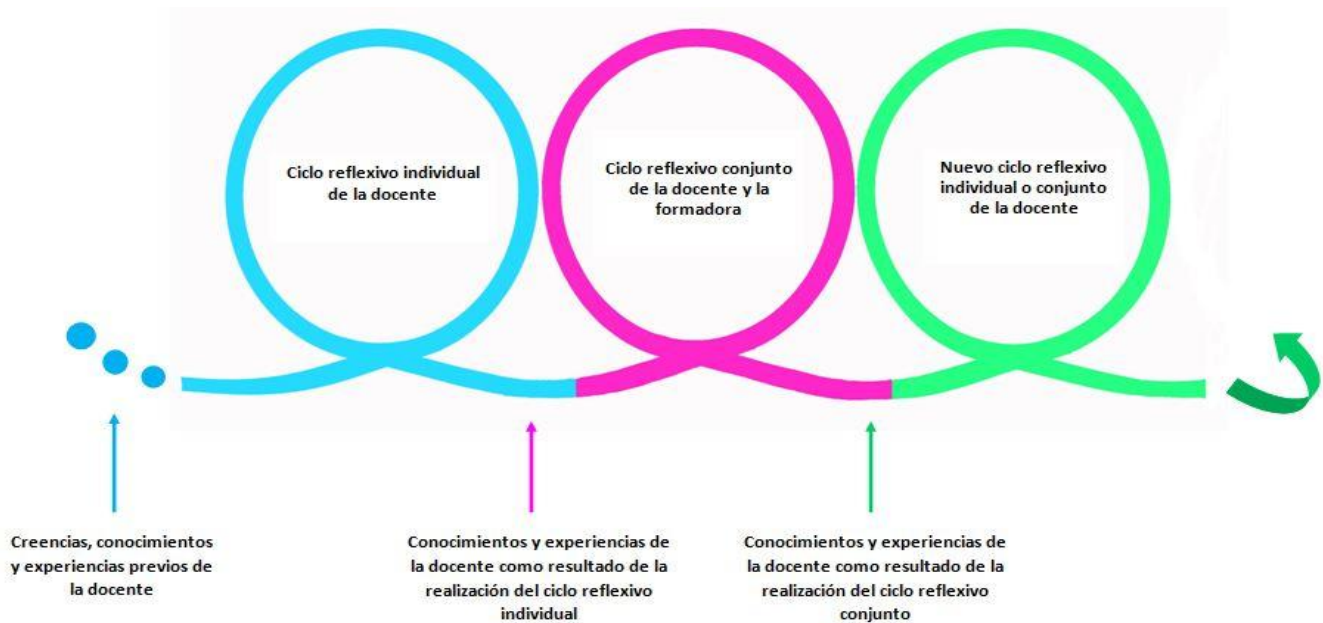 Ciclo reflexivo individual
de la docente
Ciclo reflexivo conjunto
de la docente y la
formadora
Nuevo ciclo reflexivo
individual o conjunto
de la docente
Creencias, conocimientos
y experiencias previos de
la docente
Conocimientos y experiencias de
la docente como resultado de la
realización del ciclo reflexivo
individual
Conocimientos y experiencias de
la docente como resultado de la
realización del ciclo reflexivo
conjunto